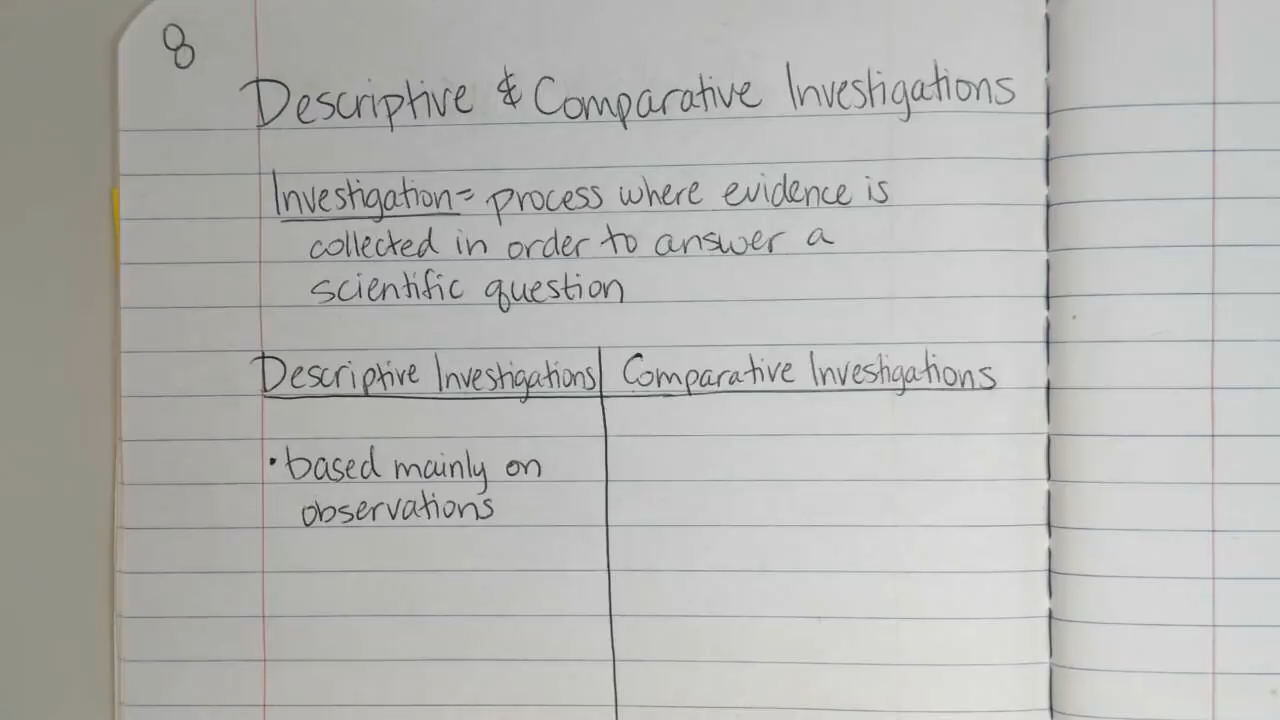 8
Descriptive & Comparative Investigations
Investigation= process where evidence is
collected in order to answer a
scientific question
Descriptive Investigations
Comparative Investigations
• based mainly on
observations